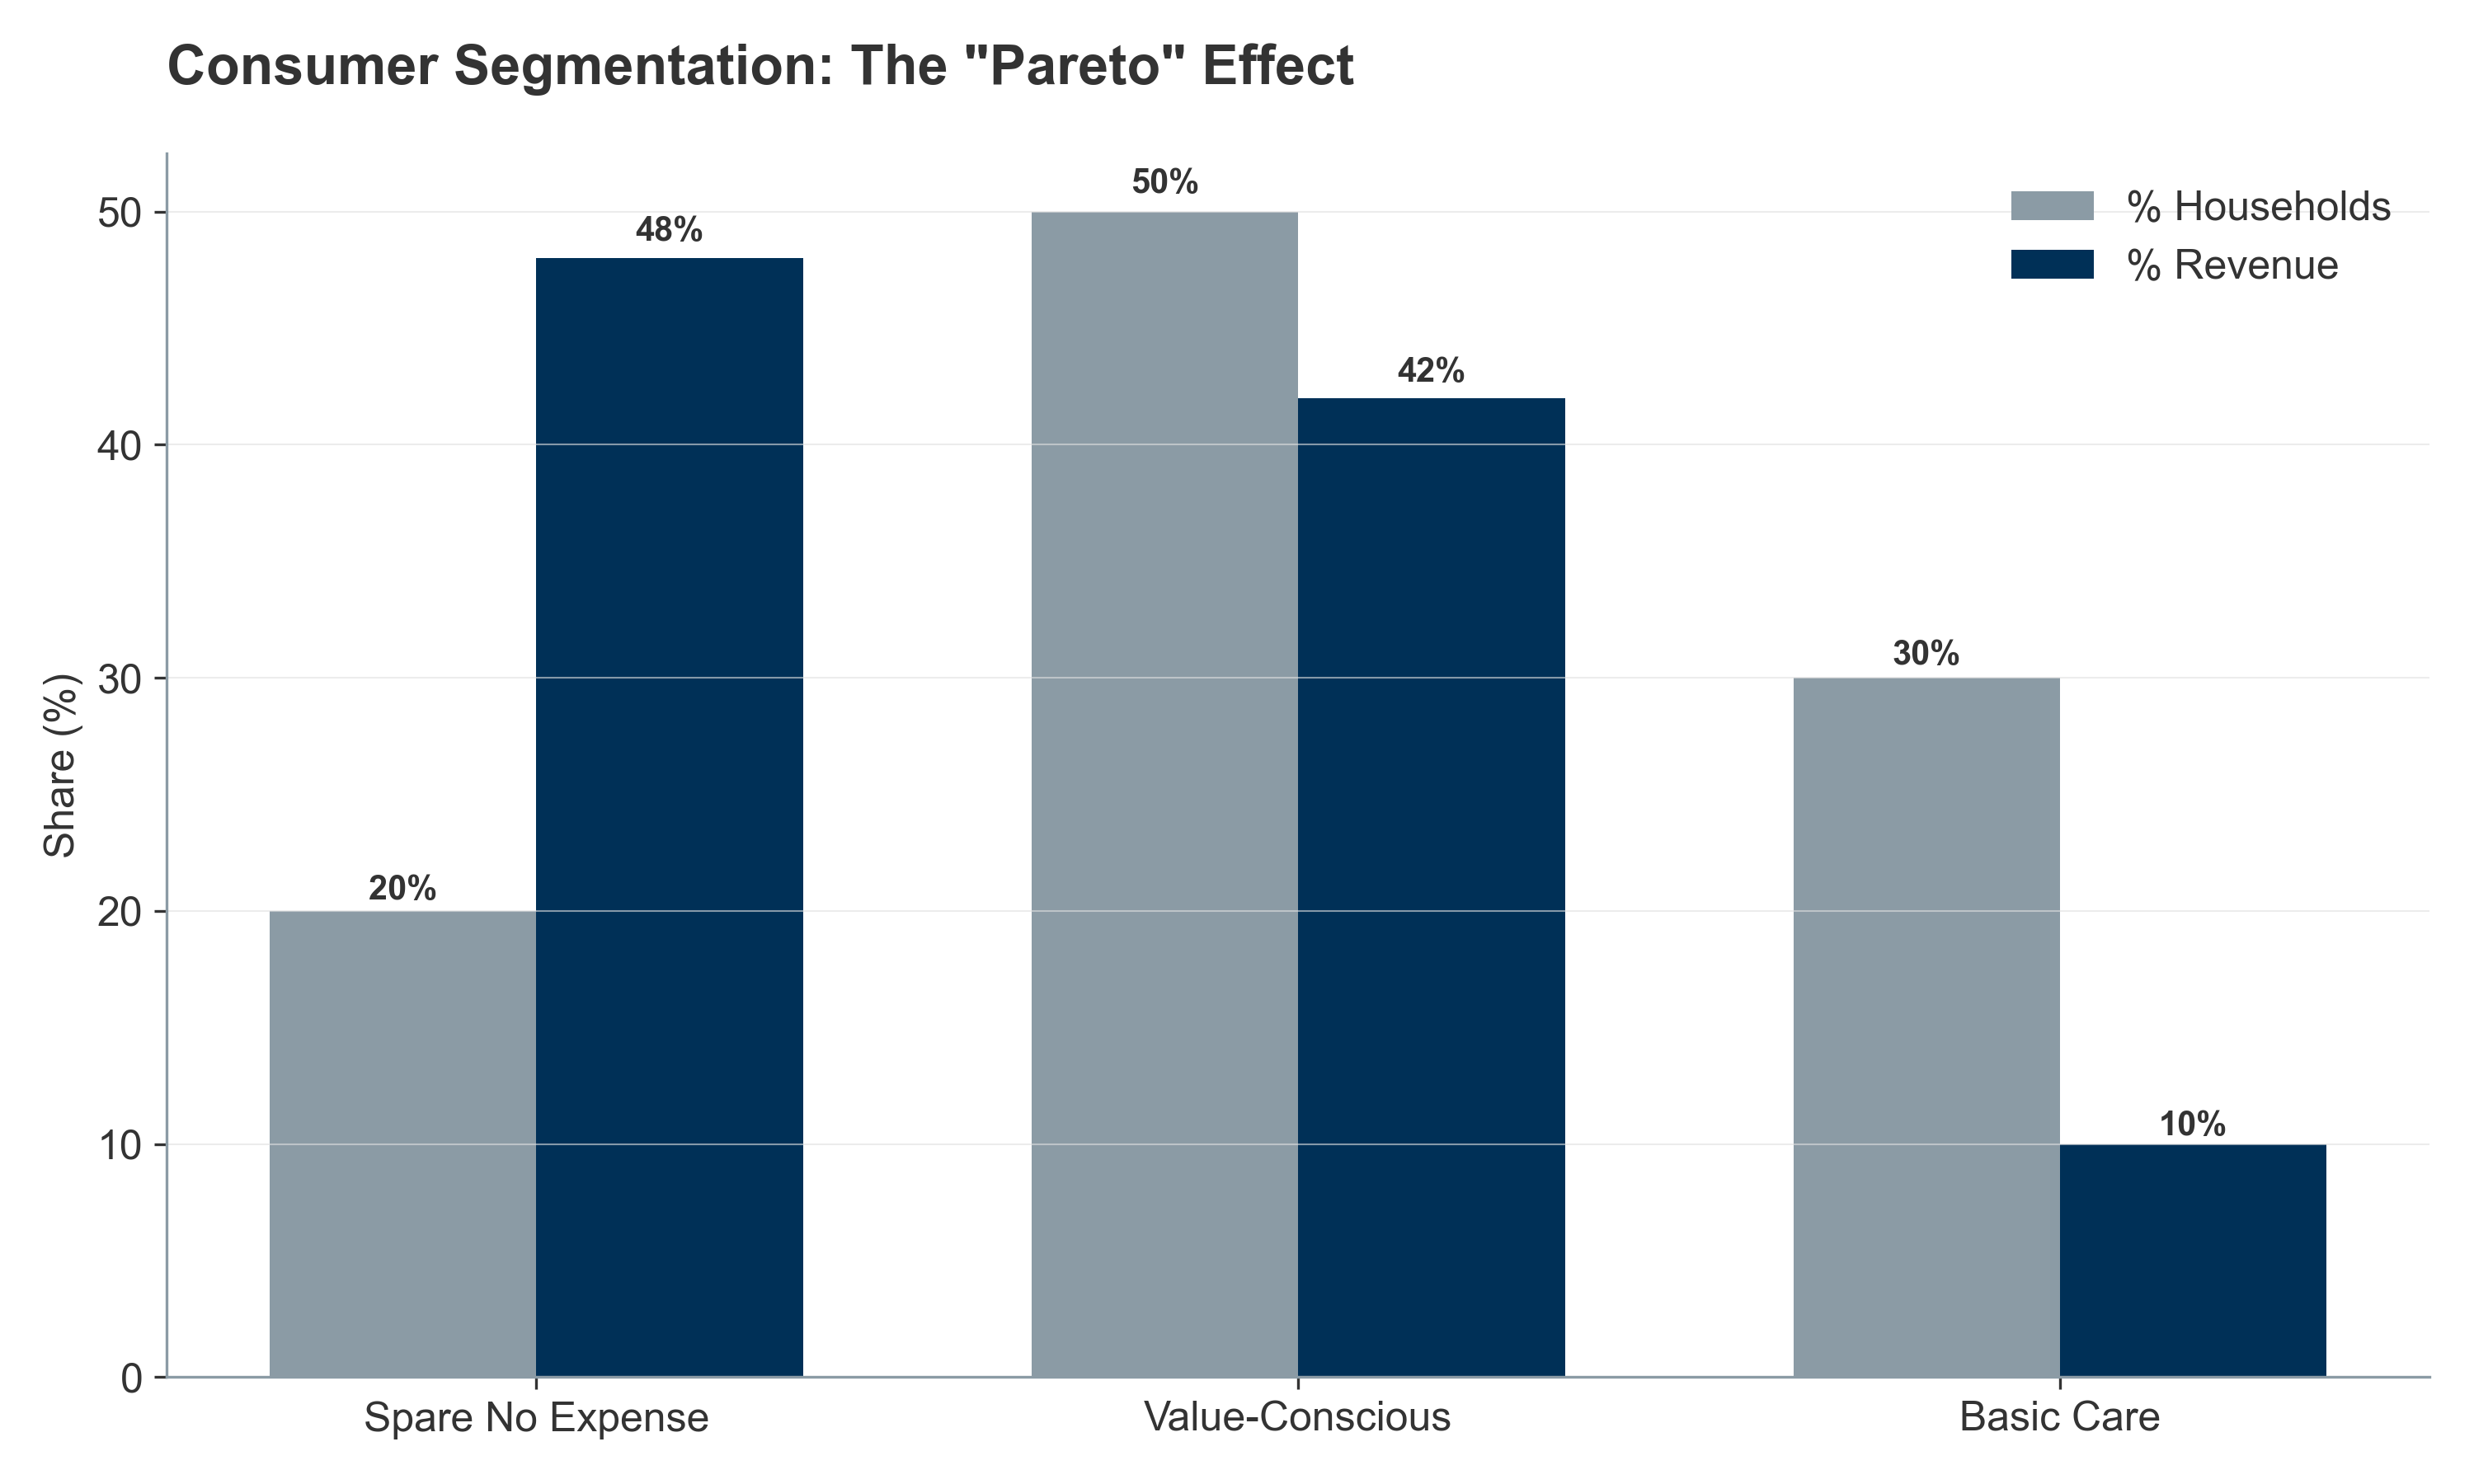 Consumer Segmentation: The "Pareto" Effect
% Households
% Revenue
Share (%)
50
40
30
20
10
0
20%
48%
50%
42%
30%
10%
Spare No Expense
Value-Conscious
Basic Care